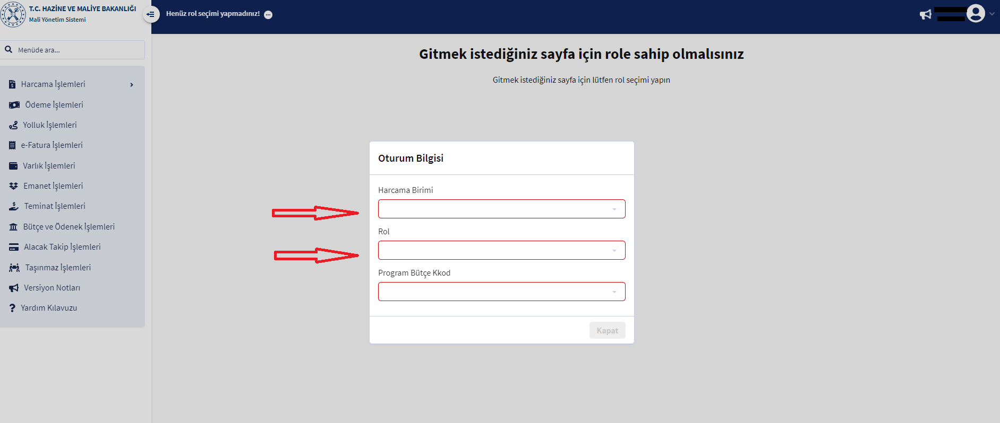 T.C. HAZİNE VE MALİYE BAKANLIĞI
Mali Yönetim Sistemi
Henüz rol seçimi yapmadınız!
Menüde ara...
Harcama İşlemleri
Ödeme İşlemleri
Yolluk İşlemleri
e-Fatura İşlemleri
Varlık İşlemleri
Emanet İşlemleri
Teminat İşlemleri
Bütçe ve Ödenek İşlemleri
Alacak Takip İşlemleri
Taşınmaz İşlemleri
Versiyon Notları
Yardım Kılavuzu
Gitmek istediğiniz sayfa için role sahip olmalısınız
Gitmek istediğiniz sayfa için lütfen rol seçimi yapın
Oturum Bilgisi
Harcama Birimi
Rol
Program Bütçe Kkod
Kapat